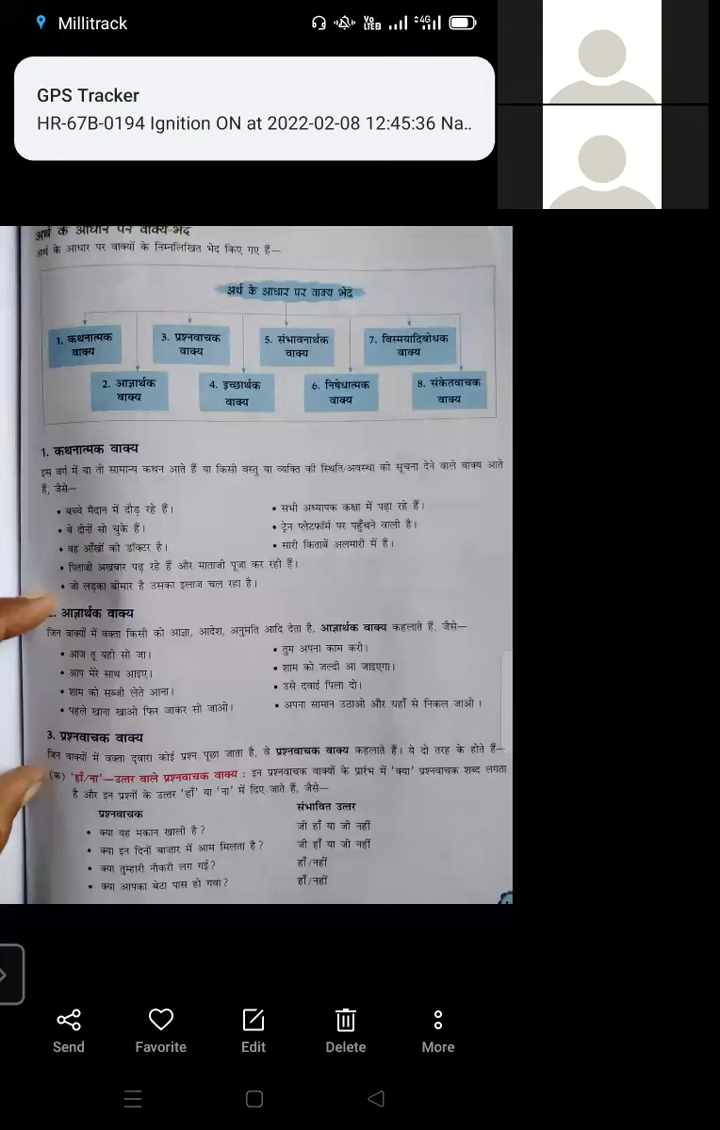 Millitrack
Vo LTE 2 4G
GPS Tracker
HR-67B-0194 Ignition ON at 2022-02-08 12:45:36 Na..
अर्थ के आधार पर वाक्य-भेद
अर्थ के आधार पर वाक्यों के निम्नलिखित भेद किए गए हैं—
अर्थ के आधार पर वाक्य भेद
1. कथनात्मक वाक्य
3. प्रश्नवाचक वाक्य
5. संभावनार्थक वाक्य
7. विस्मयादिबोधक वाक्य
2. आज्ञार्थक वाक्य
4. इच्छार्थक वाक्य
6. निषेधात्मक वाक्य
8. संकेतवाचक वाक्य
1. कथनात्मक वाक्य
इस वर्ग में या तो सामान्य कथन आते हैं या किसी वस्तु या व्यक्ति की स्थिति/अवस्था की सूचना देने वाले वाक्य आते
हैं, जैसे—
• बच्चे मैदान में दौड़ रहे हैं।
• सभी अध्यापक कक्षा में पढ़ा रहे हैं।
• वे दोनों सो चुके हैं।
• ट्रेन प्लेटफॉर्म पर पहुँचने वाली है।
• वह आँखों की डॉक्टर है।
• सारी किताबें अलमारी में हैं।
• पिताजी अखबार पढ़ रहे हैं और माताजी पूजा कर रही हैं।
• जो लड़का बीमार है उसका इलाज चल रहा है।
2. आज्ञार्थक वाक्य
जिन वाक्यों में वक्ता किसी को आज्ञा, आदेश, अनुमति आदि देता है, आज्ञार्थक वाक्य कहलाते हैं, जैसे—
• आज तू यहीं सो जा।
• तुम अपना काम करो।
• आप मेरे साथ आइए।
• शाम को जल्दी आ जाइएगा।
• शाम को सब्ज़ी लेते आना।
• उसे दवाई पिला दो।
• पहले खाना खाओ फिर जाकर सो जाओ।
• अपना सामान उठाओ और यहाँ से निकल जाओ ।
3. प्रश्नवाचक वाक्य
जिन वाक्यों में वक्ता द्वारा कोई प्रश्न पूछा जाता है, वे प्रश्नवाचक वाक्य कहलाते हैं। ये दो तरह के होते हैं—
(क) 'हाँ/ना'—उत्तर वाले प्रश्नवाचक वाक्य : इन प्रश्नवाचक वाक्यों के प्रारंभ में 'क्या' प्रश्नवाचक शब्द लगता
है और इन प्रश्नों के उत्तर 'हाँ' या 'ना' में दिए जाते हैं, जैसे—
प्रश्नवाचक
संभावित उत्तर
• क्या यह मकान खाली है ?
जी हाँ या जी नहीं
• क्या इन दिनों बाज़ार में आम मिलता है ?
जी हाँ या जी नहीं
• क्या तुम्हारी नौकरी लग गई?
हाँ/नहीं
• क्या आपका बेटा पास हो गया?
हाँ/नहीं
Send
Favorite
Edit
Delete
More